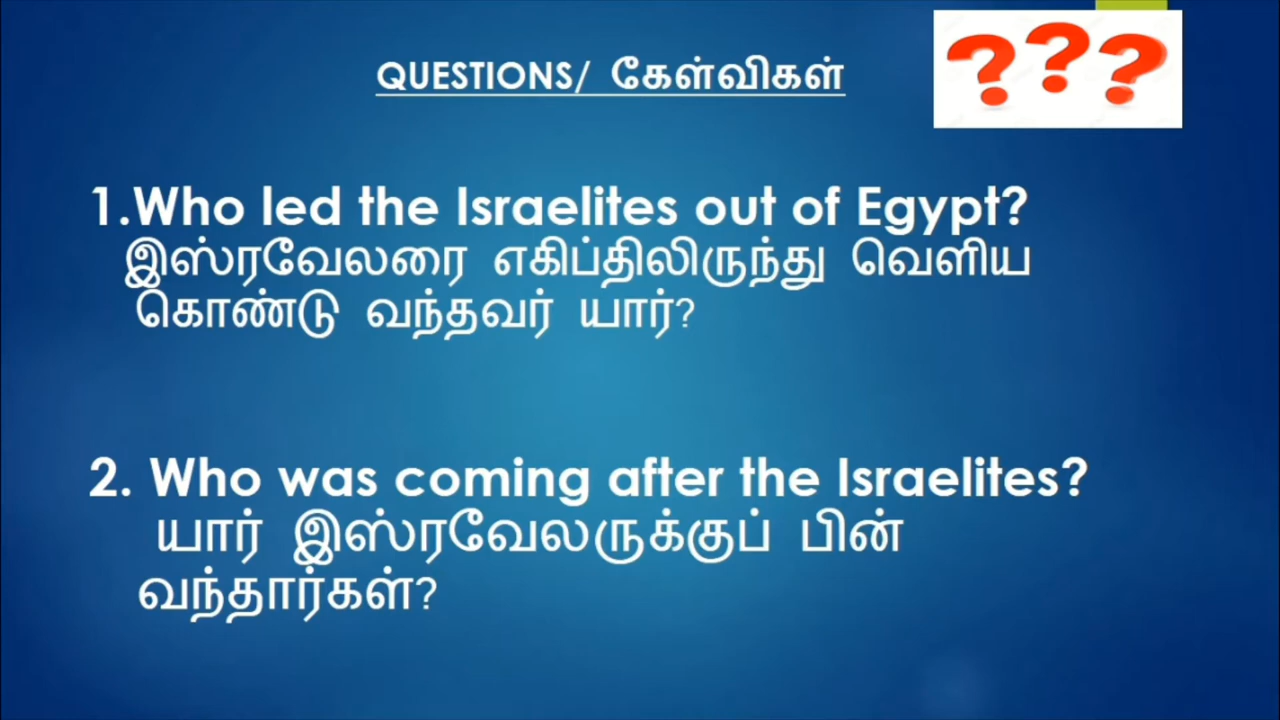 QUESTIONS/ கேள்விகள்
???
1.Who led the Israelites out of Egypt?
இஸ்ரவேலரை எகிப்திலிருந்து வெளிய
கொண்டு வந்தவர் யார்?
2. Who was coming after the Israelites?
யார் இஸ்ரவேலருக்குப் பின்
வந்தார்கள்?